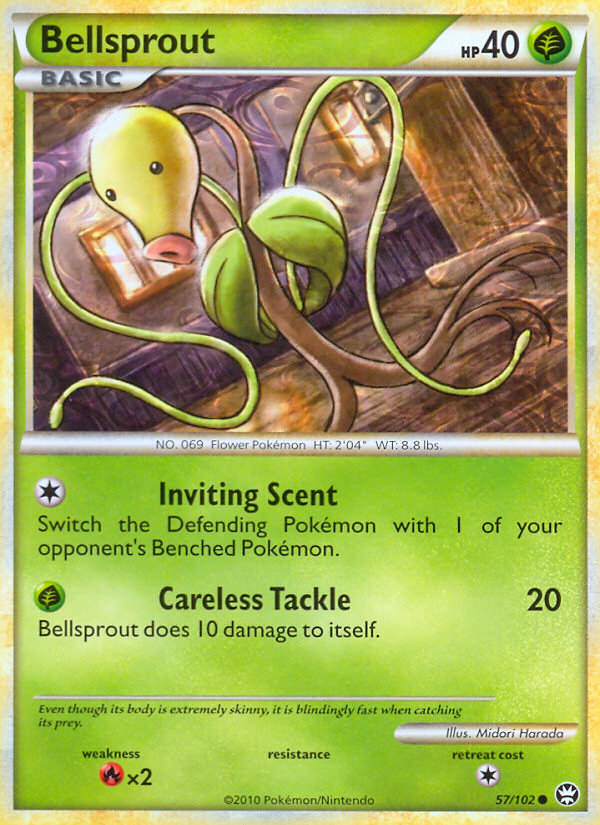 Bellsprout
HP 40
BASIC
NO. 069 Flower Pokémon HT: 2'04" WT: 8.8 lbs.
Inviting Scent
Switch the Defending Pokémon with 1 of your
opponent's Benched Pokémon.
Careless Tackle 20
Bellsprout does 10 damage to itself.
Even though its body is extremely skinny, it is blindingly fast when catching
its prey.
Illus. Midori Harada
weakness resistance retreat cost
×2
©2010 Pokémon/Nintendo 57/102